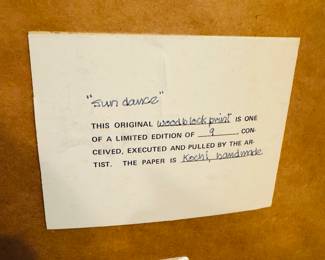 "sun dance"
THIS ORIGINAL woodblock print IS ONE
OF A LIMITED EDITION OF 9 CON-
CEIVED, EXECUTED AND PULLED BY THE AR-
TIST. THE PAPER IS Kochi, handmade